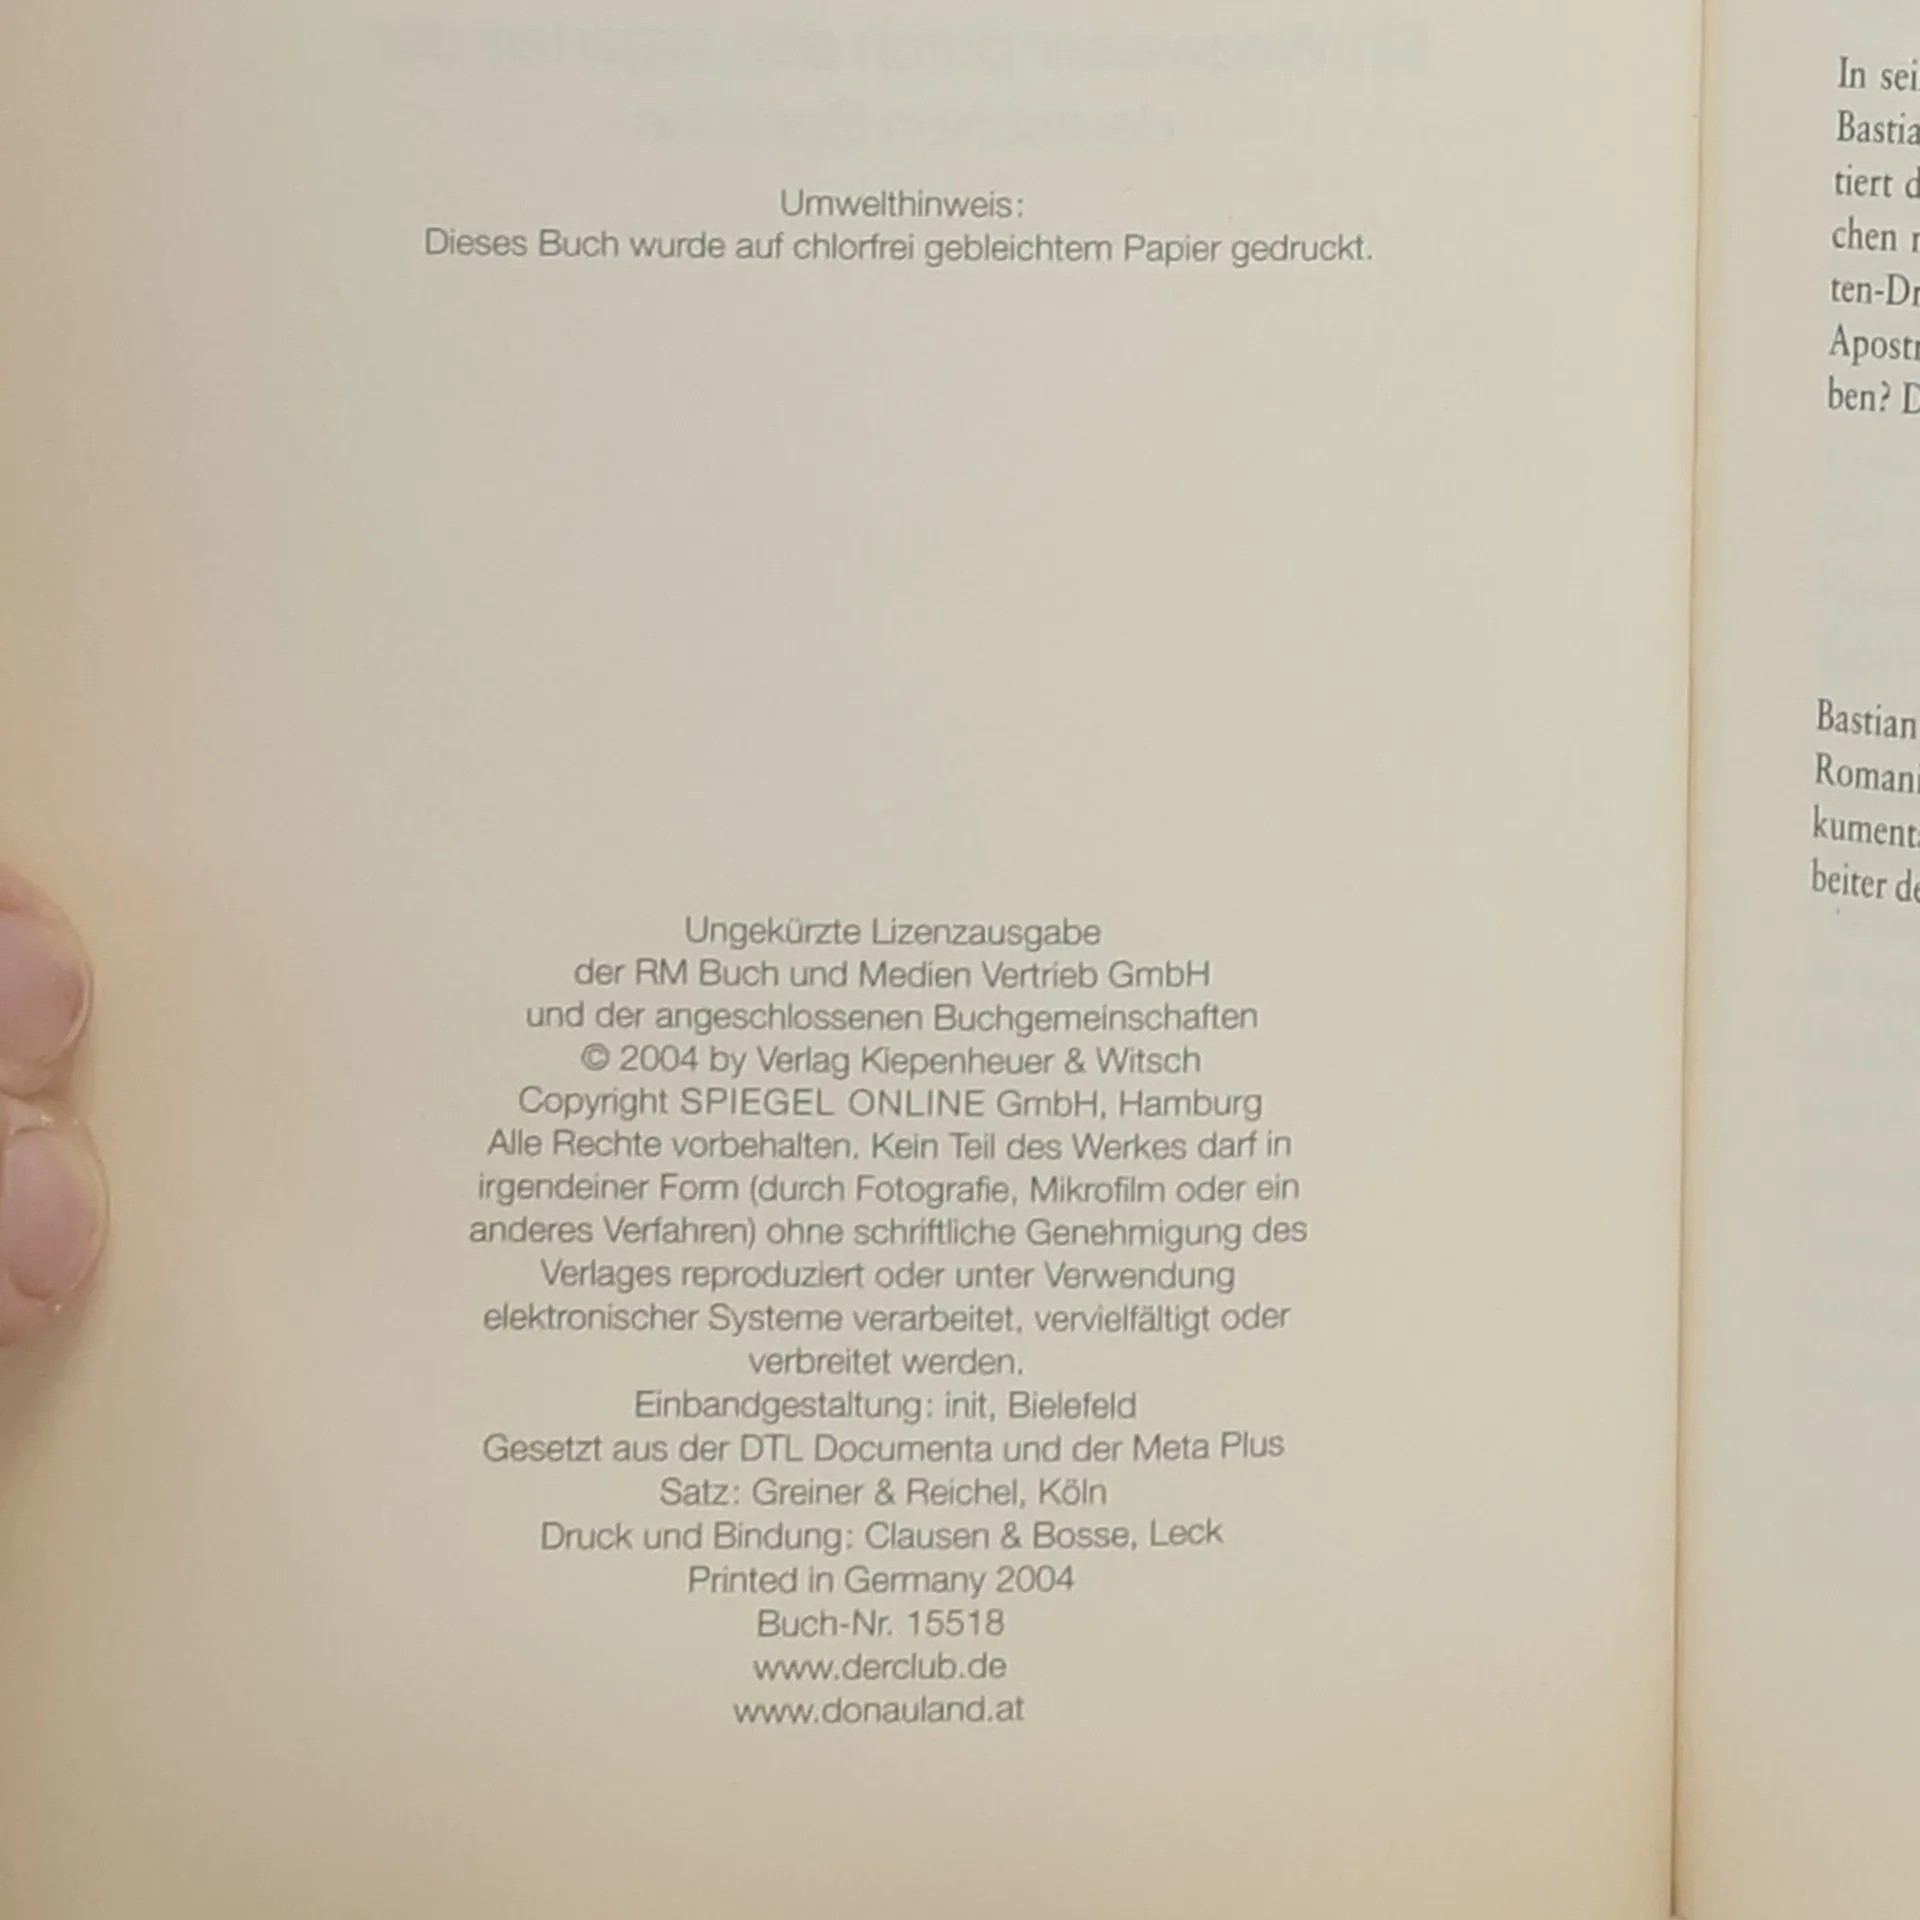 Umwelthinweis:
Dieses Buch wurde auf chlorfrei gebleichtem Papier gedruckt.
Ungekürzte Lizenzausgabe
der RM Buch und Medien Vertrieb GmbH
und der angeschlossenen Buchgemeinschaften
© 2004 by Verlag Kiepenheuer & Witsch
Copyright SPIEGEL ONLINE GmbH, Hamburg
Alle Rechte vorbehalten. Kein Teil des Werkes darf in
irgendeiner Form (durch Fotografie, Mikrofilm oder ein
anderes Verfahren) ohne schriftliche Genehmigung des
Verlages reproduziert oder unter Verwendung
elektronischer Systeme verarbeitet, vervielfältigt oder
verbreitet werden.
Einbandgestaltung: init, Bielefeld
Gesetzt aus der DTL Documenta und der Meta Plus
Satz: Greiner & Reichel, Köln
Druck und Bindung: Clausen & Bosse, Leck
Printed in Germany 2004
Buch-Nr. 15518
www.derclub.de
www.donauland.at
In sei
Bastia
tiert d
chen
ten-Dr
Apostr
ben? D
Bastian
Romani
kumenta
beiter de